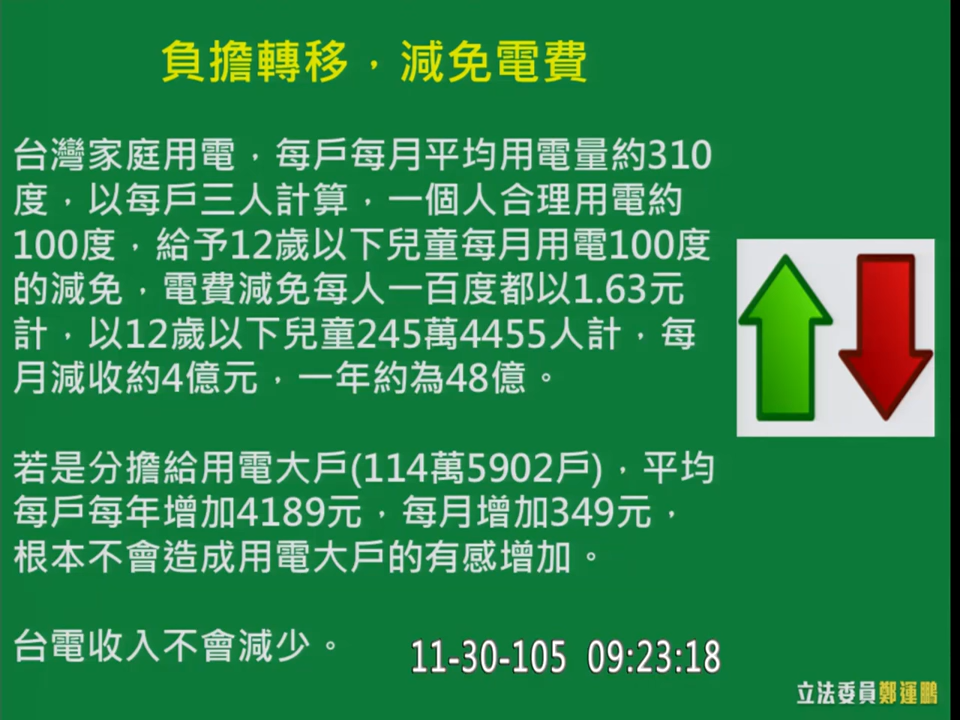 負擔轉移，減免電費
台灣家庭用電，每戶每月平均用電量約310
度，以每戶三人計算，一個人合理用電約
100度，給予12歲以下兒童每月用電100度
的減免，電費減免每人一百度都以1.63元
計，以12歲以下兒童245萬4455人計，每
月減收約4億元，一年約為48億。
若是分擔給用電大戶(114萬5902戶)，平均
每戶每年增加4189元，每月增加349元，
根本不會造成用電大戶的有感增加。
台電收入不會減少。
11-30-105 09:23:18
立法委員鄭運鵬